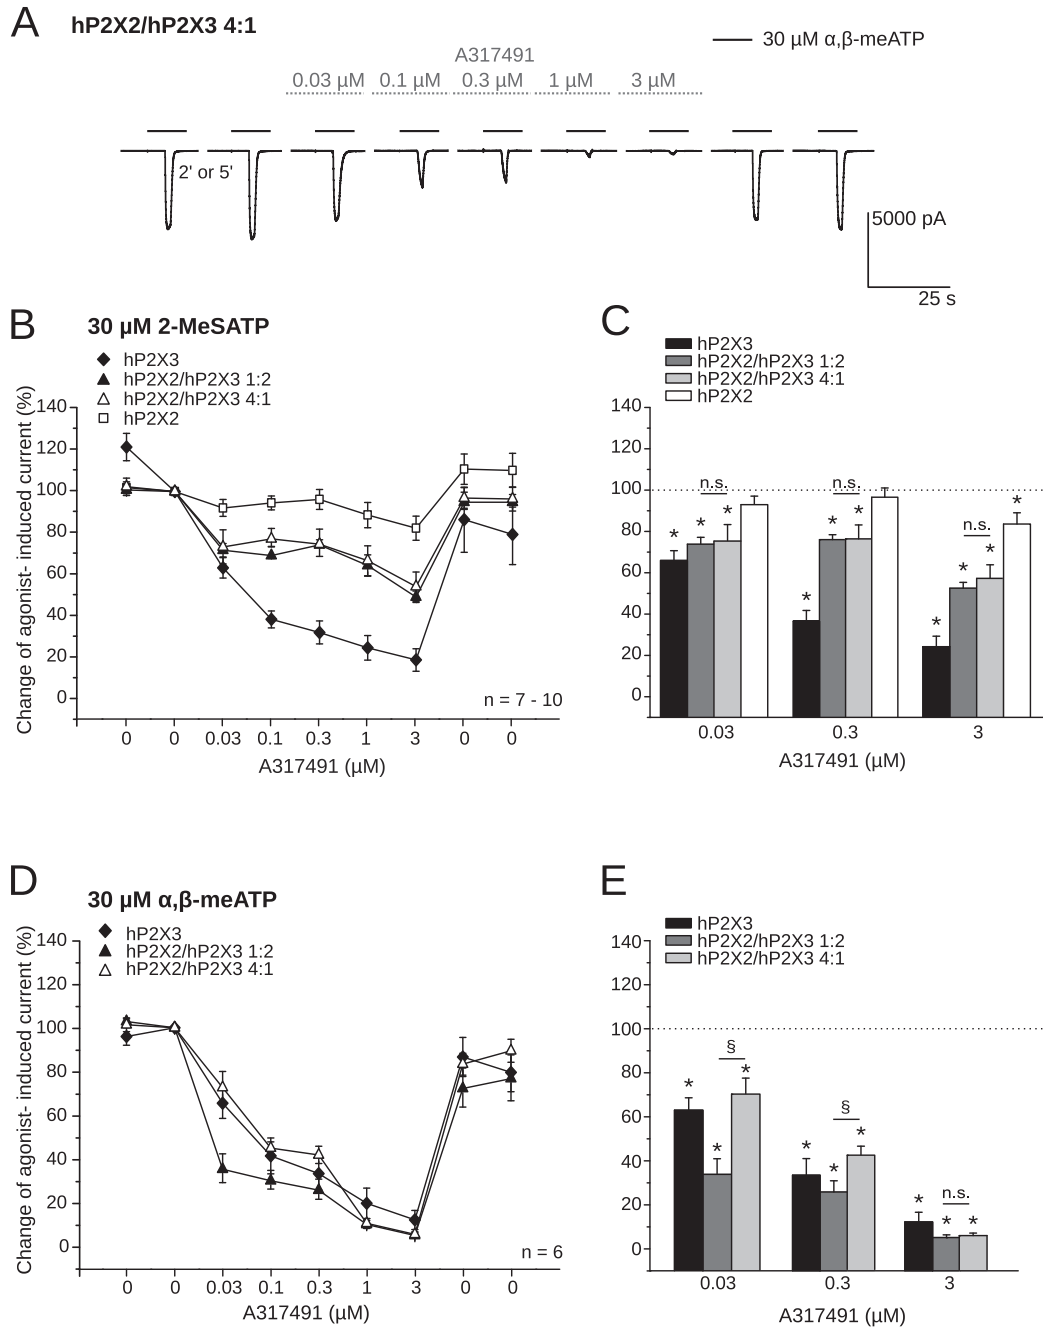 A
hP2X2/hP2X3 4:1
30 µM α,β-meATP
A317491
0.03 µM 0.1 µM 0.3 µM 1 µM 3 µM
2' or 5'
5000 pA
25 s
B
30 µM 2-MeSATP
hP2X3
hP2X2/hP2X3 1:2
hP2X2/hP2X3 4:1
hP2X2
Change of agonist- induced current (%)
140
120
100
80
60
40
20
0
n = 7 - 10
0 0 0.03 0.1 0.3 1 3 0 0
A317491 (µM)
C
hP2X3
hP2X2/hP2X3 1:2
hP2X2/hP2X3 4:1
hP2X2
140
120
100
80
60
40
20
0
n.s. n.s. n.s.
* * * * * * * * * *
0.03 0.3 3
A317491 (µM)
D
30 µM α,β-meATP
hP2X3
hP2X2/hP2X3 1:2
hP2X2/hP2X3 4:1
Change of agonist- induced current (%)
140
120
100
80
60
40
20
0
n = 6
0 0 0.03 0.1 0.3 1 3 0 0
A317491 (µM)
E
hP2X3
hP2X2/hP2X3 1:2
hP2X2/hP2X3 4:1
140
120
100
80
60
40
20
0
§ § n.s.
* * * * * * * * *
0.03 0.3 3
A317491 (µM)